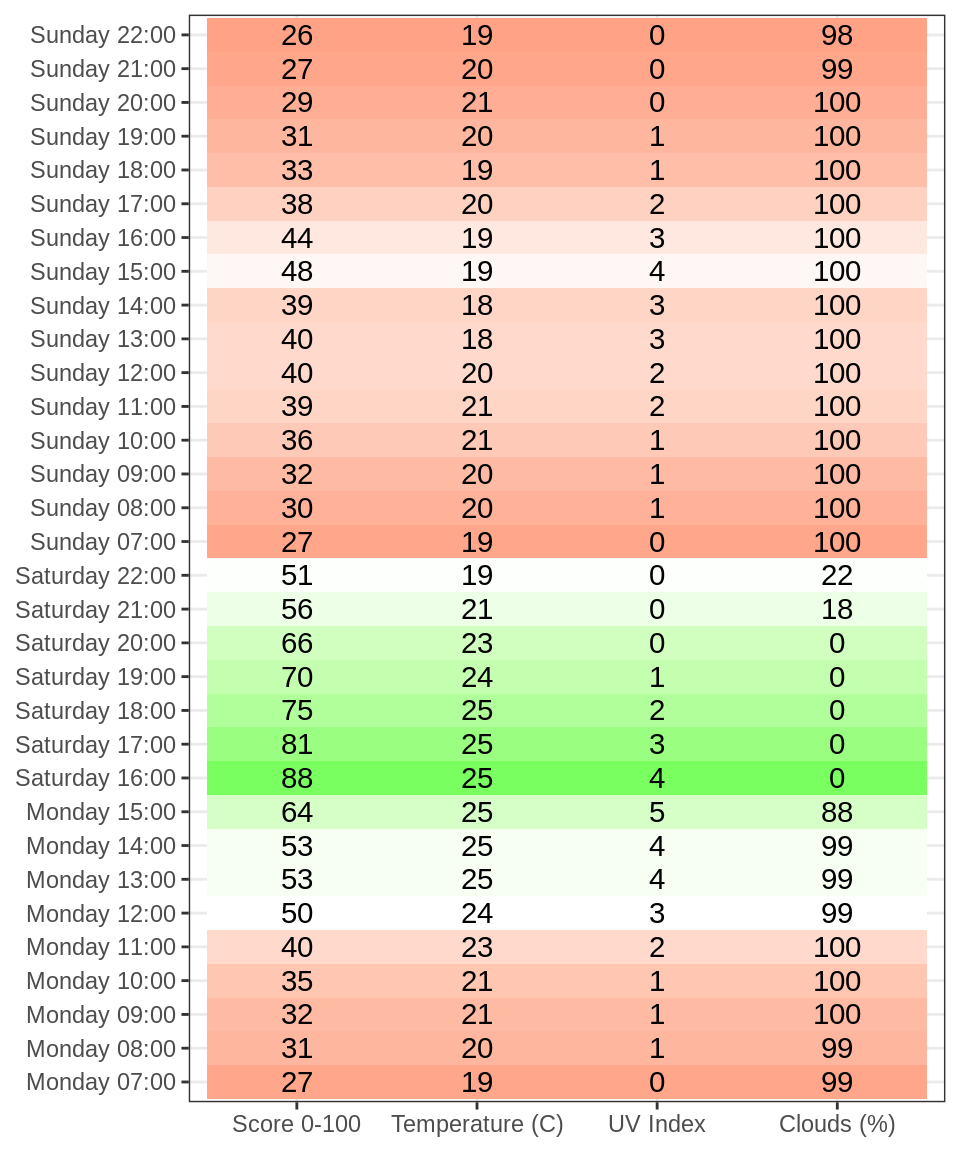 Sunday 22:00 26 19 0 98
Sunday 21:00 27 20 0 99
Sunday 20:00 29 21 0 100
Sunday 19:00 31 20 1 100
Sunday 18:00 33 19 1 100
Sunday 17:00 38 20 2 100
Sunday 16:00 44 19 3 100
Sunday 15:00 48 19 4 100
Sunday 14:00 39 18 3 100
Sunday 13:00 40 18 3 100
Sunday 12:00 40 20 2 100
Sunday 11:00 39 21 2 100
Sunday 10:00 36 21 1 100
Sunday 09:00 32 20 1 100
Sunday 08:00 30 20 1 100
Sunday 07:00 27 19 0 100
Saturday 22:00 51 19 0 22
Saturday 21:00 56 21 0 18
Saturday 20:00 66 23 0 0
Saturday 19:00 70 24 1 0
Saturday 18:00 75 25 2 0
Saturday 17:00 81 25 3 0
Saturday 16:00 88 25 4 0
Monday 15:00 64 25 5 88
Monday 14:00 53 25 4 99
Monday 13:00 53 25 4 99
Monday 12:00 50 24 3 99
Monday 11:00 40 23 2 100
Monday 10:00 35 21 1 100
Monday 09:00 32 21 1 100
Monday 08:00 31 20 1 99
Monday 07:00 27 19 0 99
Score 0-100 Temperature (C) UV Index Clouds (%)